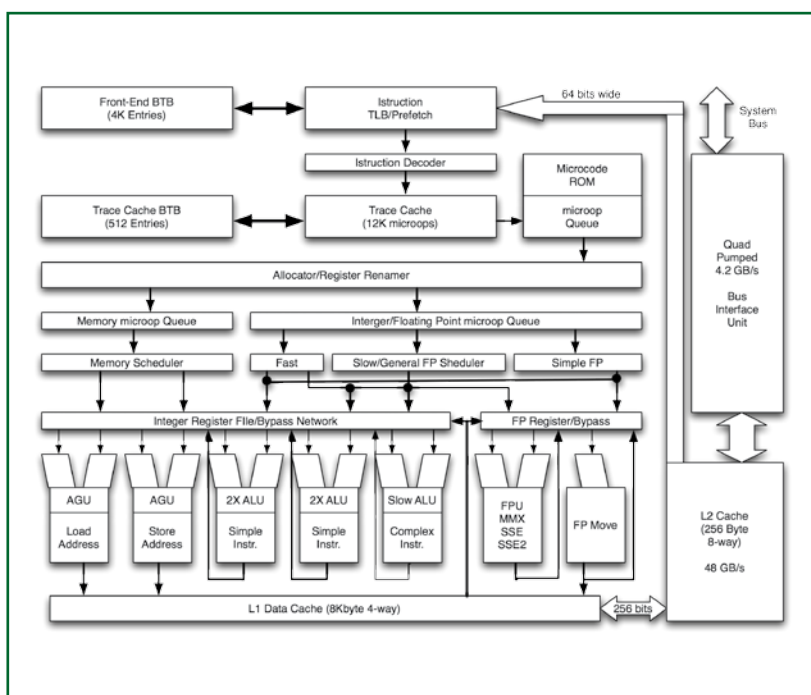 Front-End BTB
(4K Entries)
Istruction
TLB/Prefetch
64 bits wide
System
Bus
Istruction Decoder
Microcode
ROM
Trace Cache BTB
(512 Entries)
Trace Cache
(12K microops)
microop
Queue
Quad
Pumped
4.2 GB/s
Bus
Interface
Unit
Allocator/Register Renamer
Memory microop Queue
Interger/Floating Point microop Queue
Memory Scheduler
Fast
Slow/General FP Sheduler
Simple FP
Integer Register FIle/Bypass Network
FP Register/Bypass
AGU
Load
Address
AGU
Store
Address
2X ALU
Simple
Instr.
2X ALU
Simple
Instr.
Slow ALU
Complex
Instr.
FPU
MMX
SSE
SSE2
FP Move
L2 Cache
(256 Byte
8-way)
48 GB/s
L1 Data Cache (8Kbyte 4-way)
256 bits